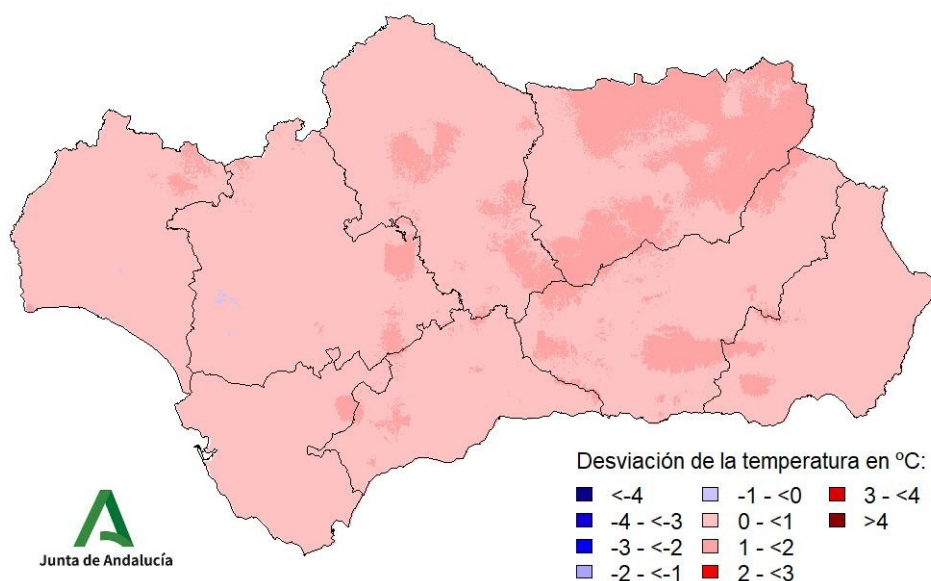 Desviación de la temperatura en ºC:
<-4
-4 - <-3
-3 - <-2
-2 - <-1
-1 - <0
0 - <1
1 - <2
2 - <3
3 - <4
>4
Junta de Andalucía